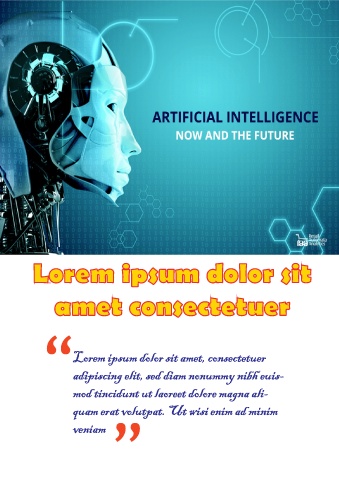 ARTIFICIAL INTELLIGENCE
NOW AND THE FUTURE
Lorem ipsum dolor sit
amet consectetuer
“Lorem ipsum dolor sit amet, consectetuer
adipiscing elit, sed diam nonummy nibh euis-
mod tincidunt ut laoreet dolore magna ali-
quam erat volutpat. Ut wisi enim ad minim
veniam”